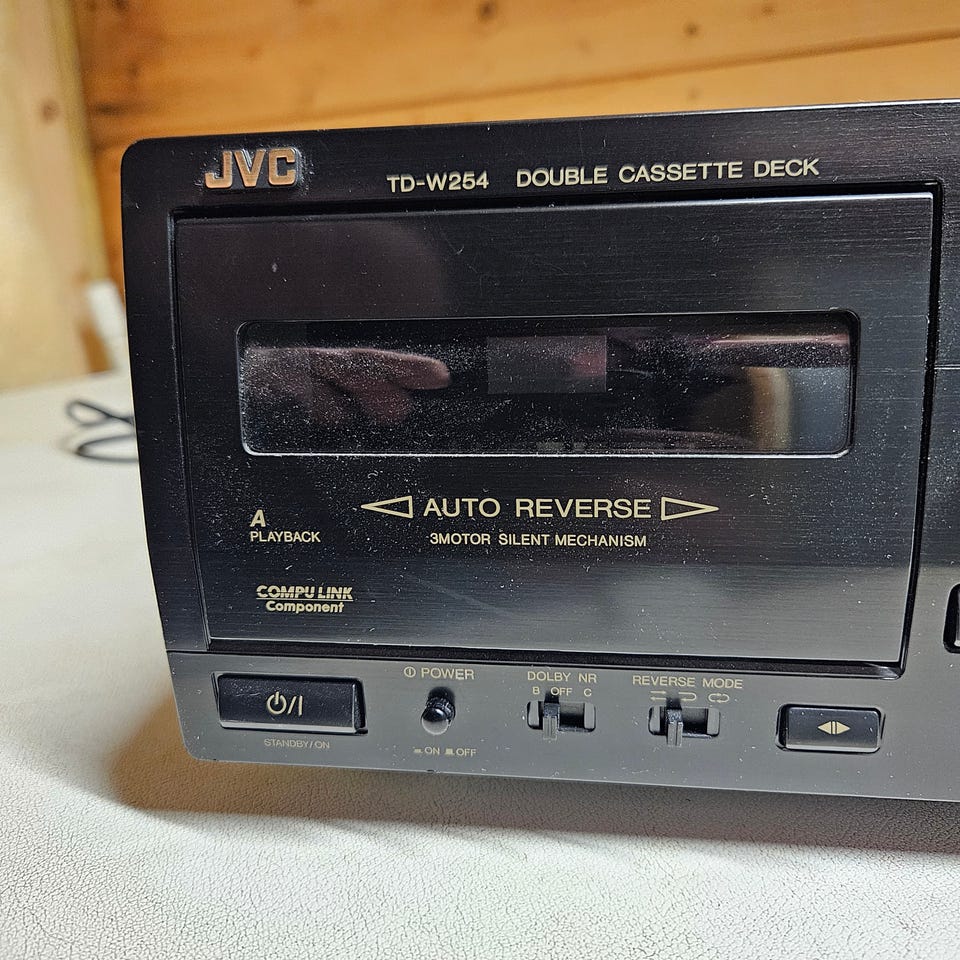 JVC
TD-W254 DOUBLE CASSETTE DECK
AUTO REVERSE
3MOTOR SILENT MECHANISM
A
PLAYBACK
COMPU LINK
Component
POWER
ON OFF
STANDBY/ON
DOLBY NR
B OFF C
REVERSE MODE